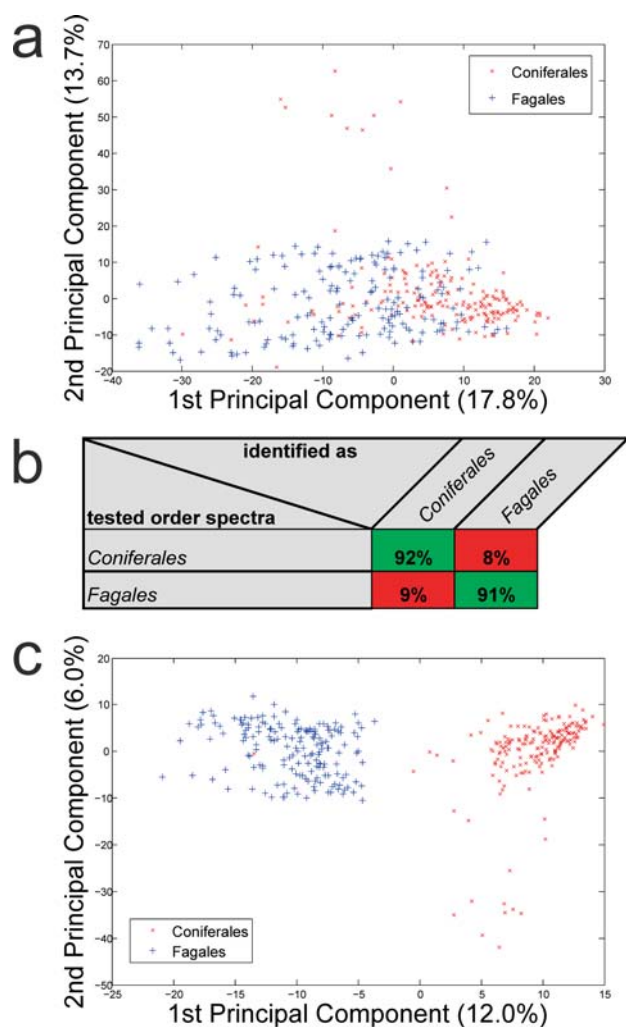 a
2nd Principal Component (13.7%)
70
60
50
40
30
20
10
0
−10
−20
Coniferales
Fagales
−40 −30 −20 −10 0 10 20 30
1st Principal Component (17.8%)
b
identified as
Coniferales
Fagales
tested order spectra
Coniferales 92% 8%
Fagales 9% 91%
c
2nd Principal Component (6.0%)
20
10
0
−10
−20
−30
−40
−50
Coniferales
Fagales
−25 −20 −15 −10 −5 0 5 10 15
1st Principal Component (12.0%)